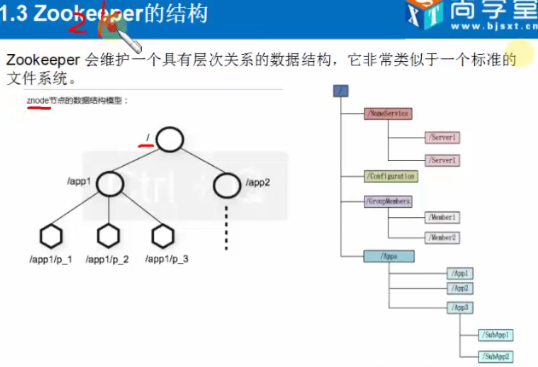 1.3 Zookeeper的结构
尚学堂
www.bjsxt.com
Zookeeper 会维护一个具有层次关系的数据结构，它非常类似于一个标准的
文件系统。
znode节点的数据结构模型：
/
/app1
/app2
/app1/p_1
/app1/p_2
/app1/p_3
/
/NameService
/Server1
/Server1
/Configuration
/GroupMembers
/Member1
/Member2
/Apps
/App1
/App2
/App3
/SubApp1
/SubApp2